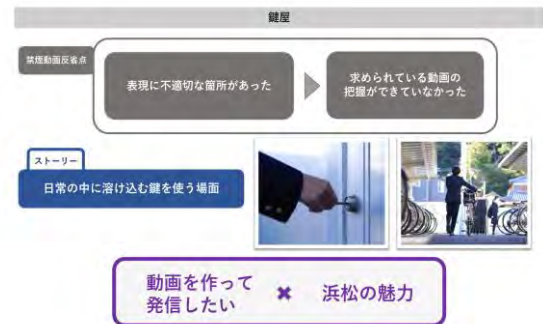 鍵屋
禁煙動画反省点
表現に不適切な箇所があった
求められている動画の
把握ができていなかった
ストーリー
日常の中に溶け込む鍵を使う場面
動画を作って
発信したい
×
浜松の魅力